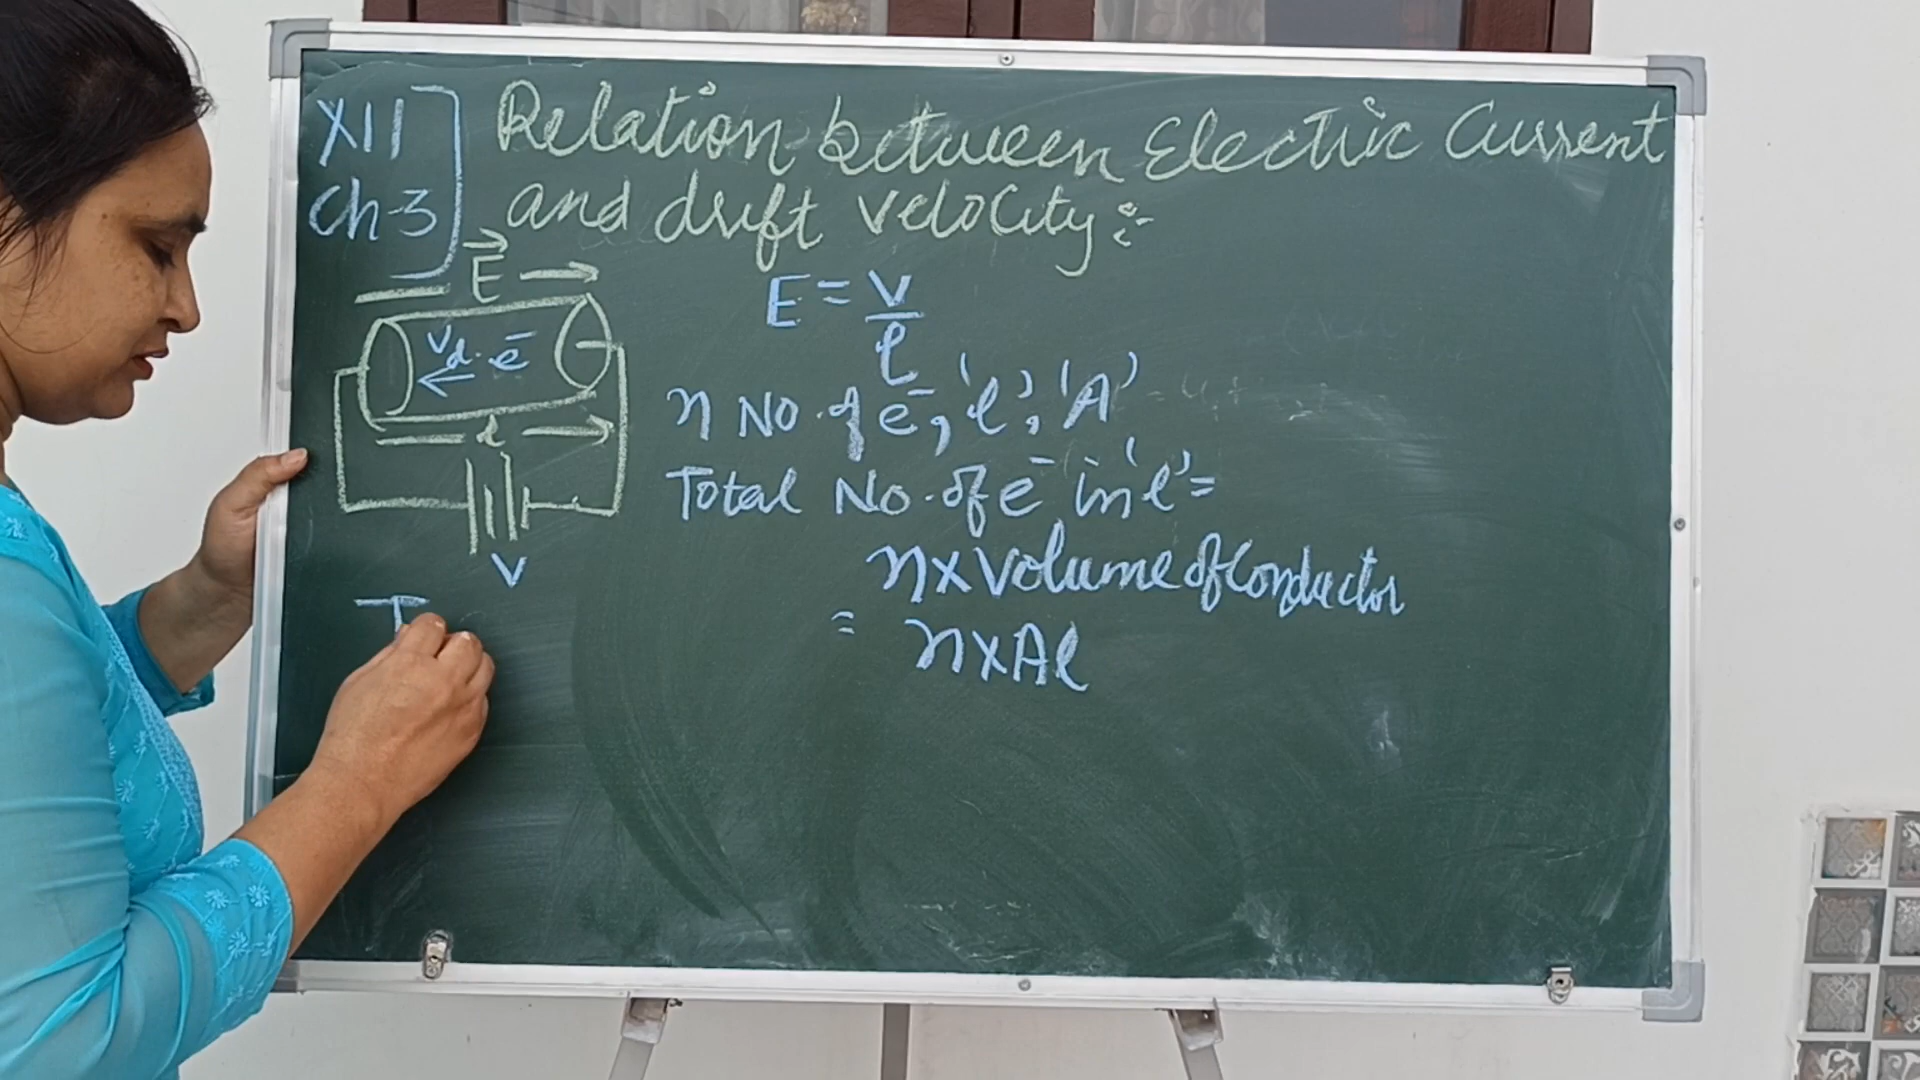 XII
Ch-3
Relation between Electric Current
and drift velocity :-
E
Vd. e⁻
l
V
E = V/l
n No. of e⁻, 'l', 'A'
Total No. of e⁻ in 'l' =
n x Volume of Conductor
= n x Al
T